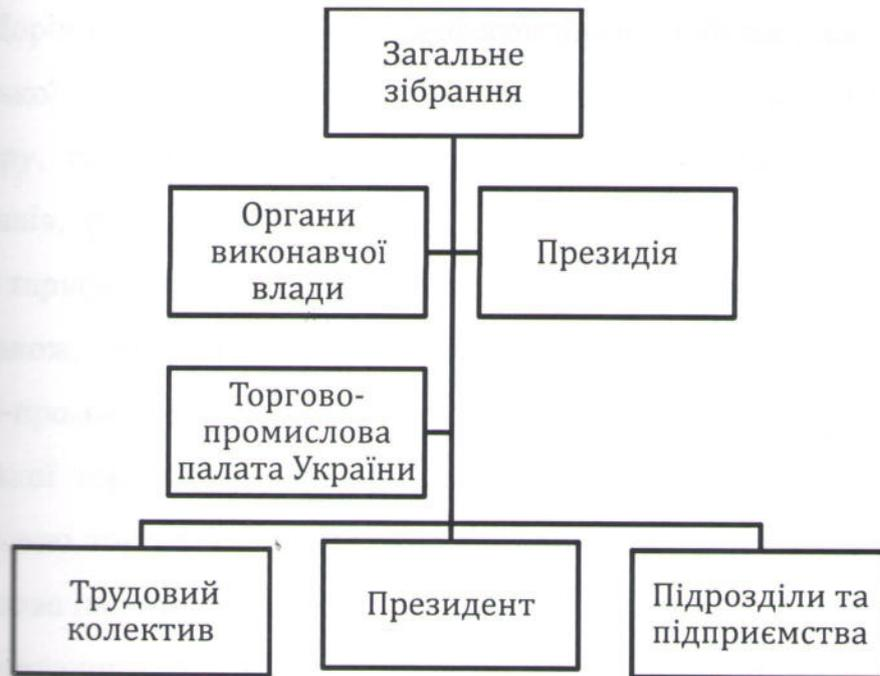 Загальне
зібрання
Органи
виконавчої
влади
Президія
Торгово-
промислова
палата України
Трудовий
колектив
Президент
Підрозділи та
підприємства